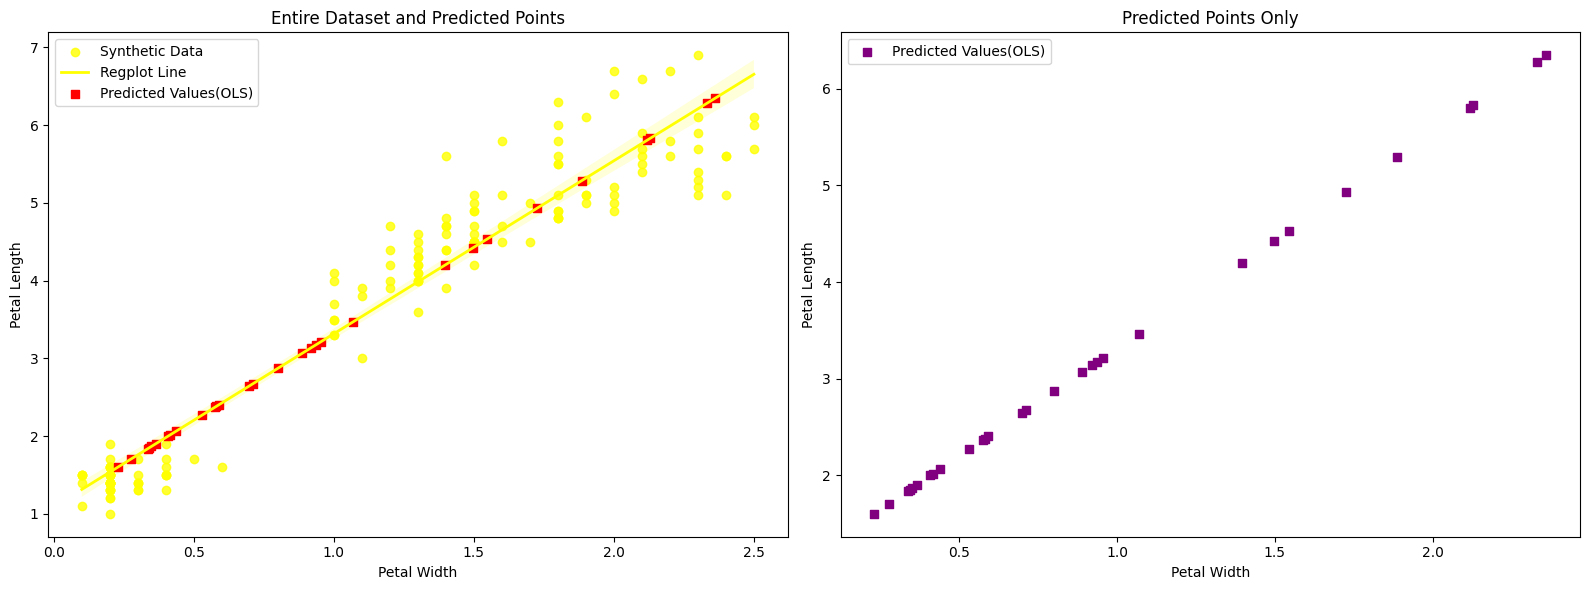 Entire Dataset and Predicted Points
Synthetic Data
Regplot Line
Predicted Values(OLS)
7
6
5
4
3
2
1
Petal Length
0.0 0.5 1.0 1.5 2.0 2.5
Petal Width
Predicted Points Only
Predicted Values(OLS)
6
5
4
3
2
Petal Length
0.5 1.0 1.5 2.0
Petal Width